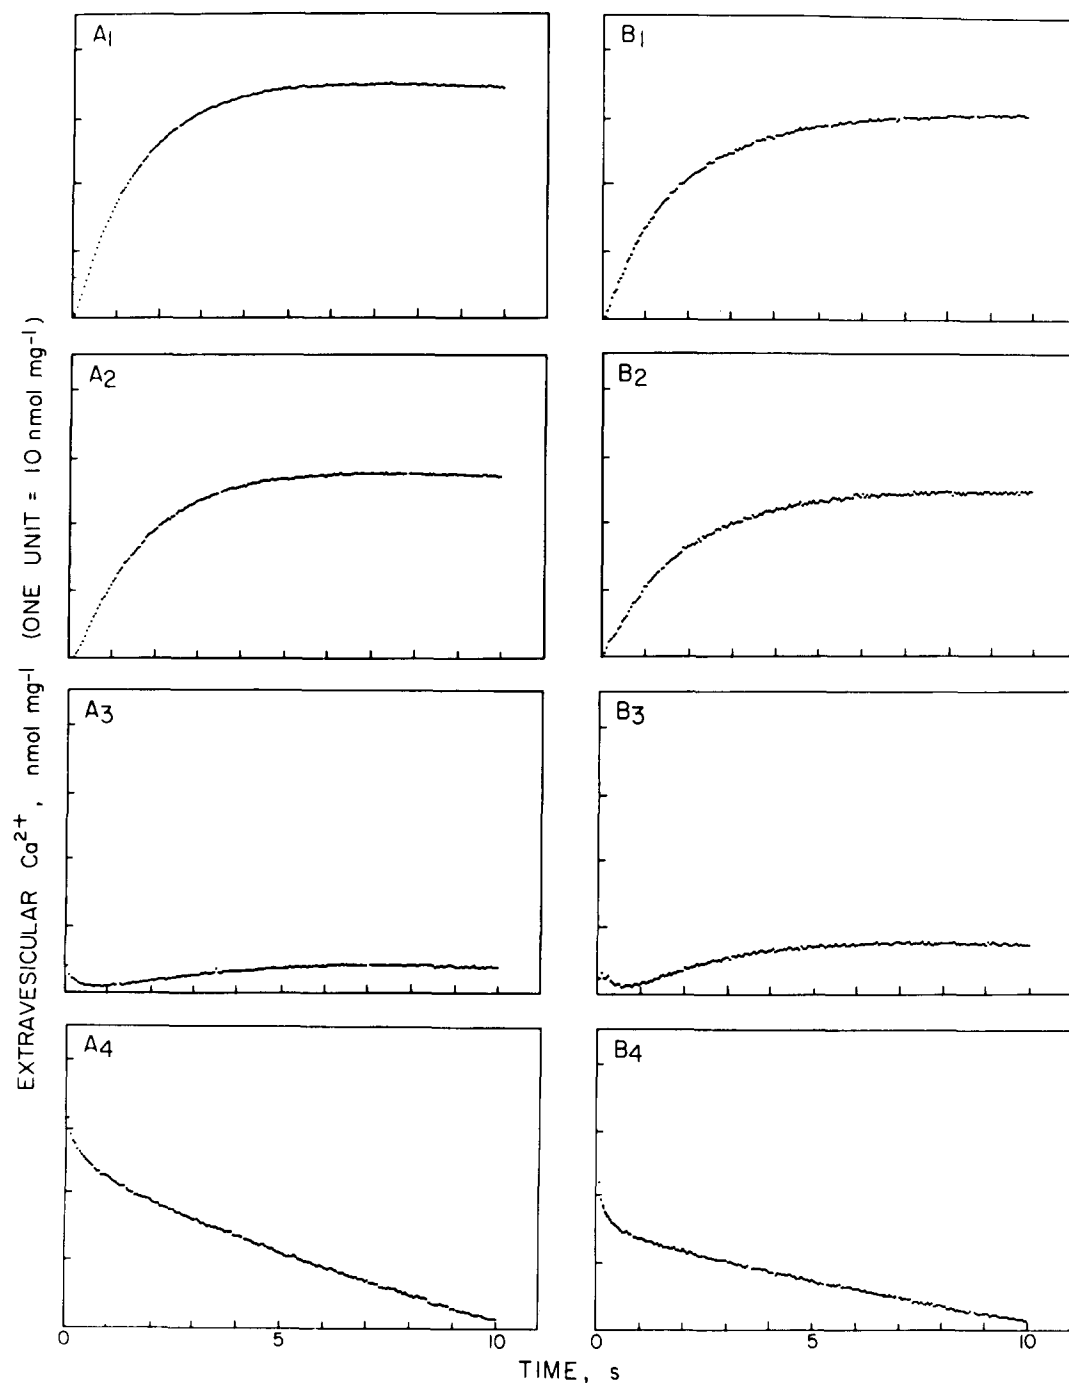 A1
B1
A2
B2
A3
B3
A4
B4
EXTRAVESICULAR Ca²⁺, nmol mg⁻¹ (ONE UNIT = 10 nmol mg⁻¹)
0 5 10
0 5 10
TIME, s